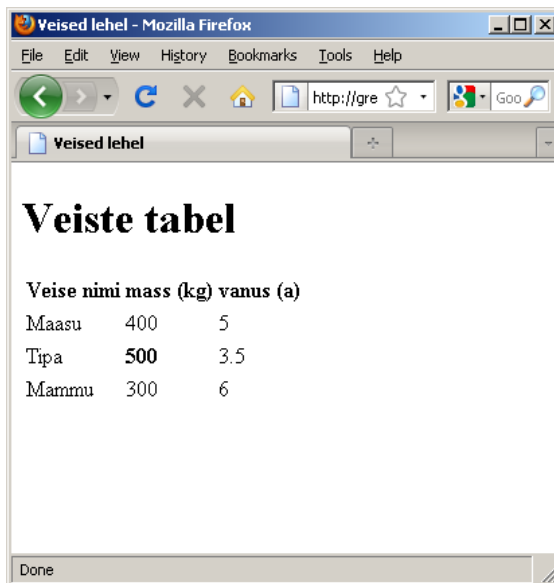 Veised lehel - Mozilla Firefox
File Edit View History Bookmarks Tools Help
http://gre Goo
Veised lehel
Veiste tabel
Veise nimi mass (kg) vanus (a)
Maasu 400 5
Tipa 500 3.5
Mammu 300 6
Done